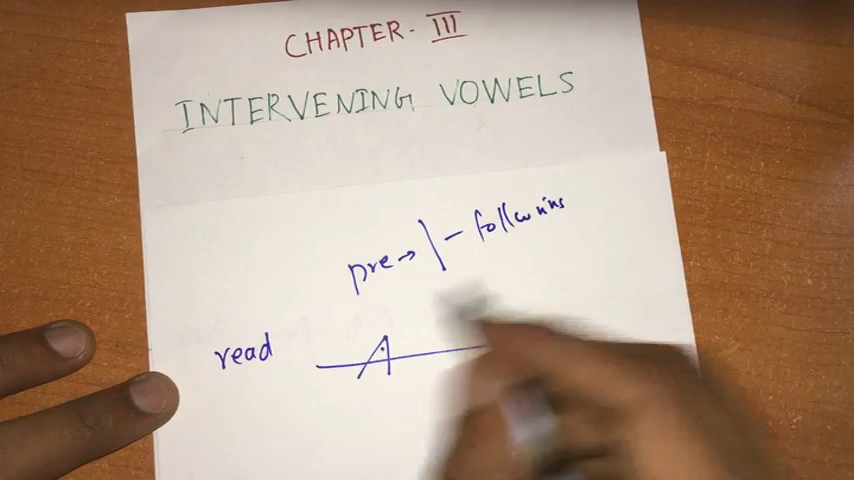 CHAPTER - III
INTERVENING VOWELS
pre → | - following
read